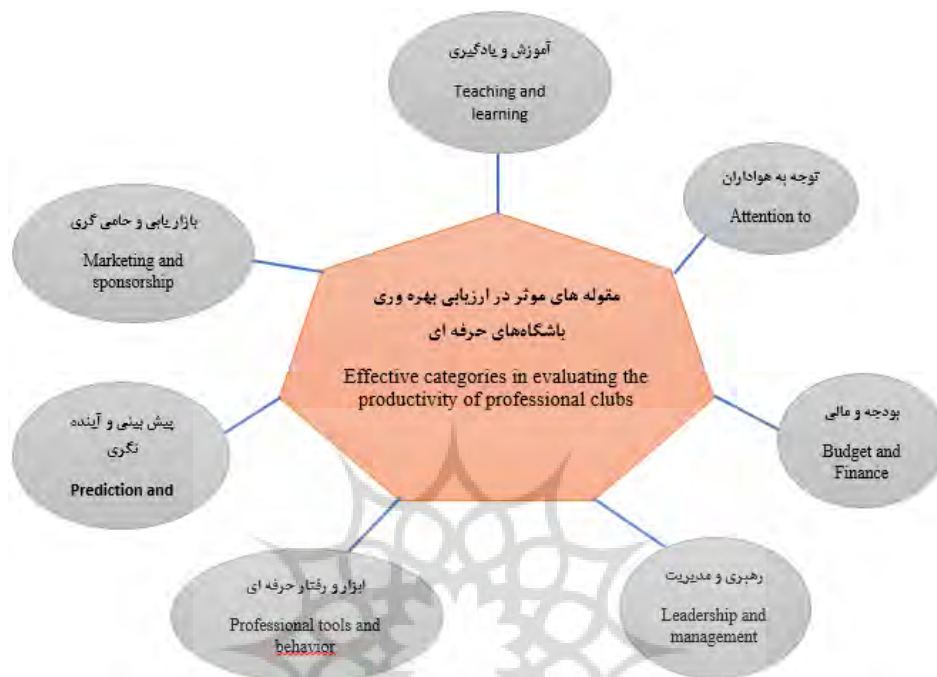 آموزش و یادگیری
Teaching and
learning
توجه به هواداران
Attention to
بازار یابی و حامی گری
Marketing and
sponsorship
مقوله های موثر در ارزیابی بهره وری
باشگاه‌های حرفه ای
Effective categories in evaluating the
productivity of professional clubs
بودجه و مالی
Budget and
Finance
پیش بینی و آینده
نگری
Prediction and
رهبری و مدیریت
Leadership and
management
ابزار و رفتار حرفه ای
Professional tools and
behavior